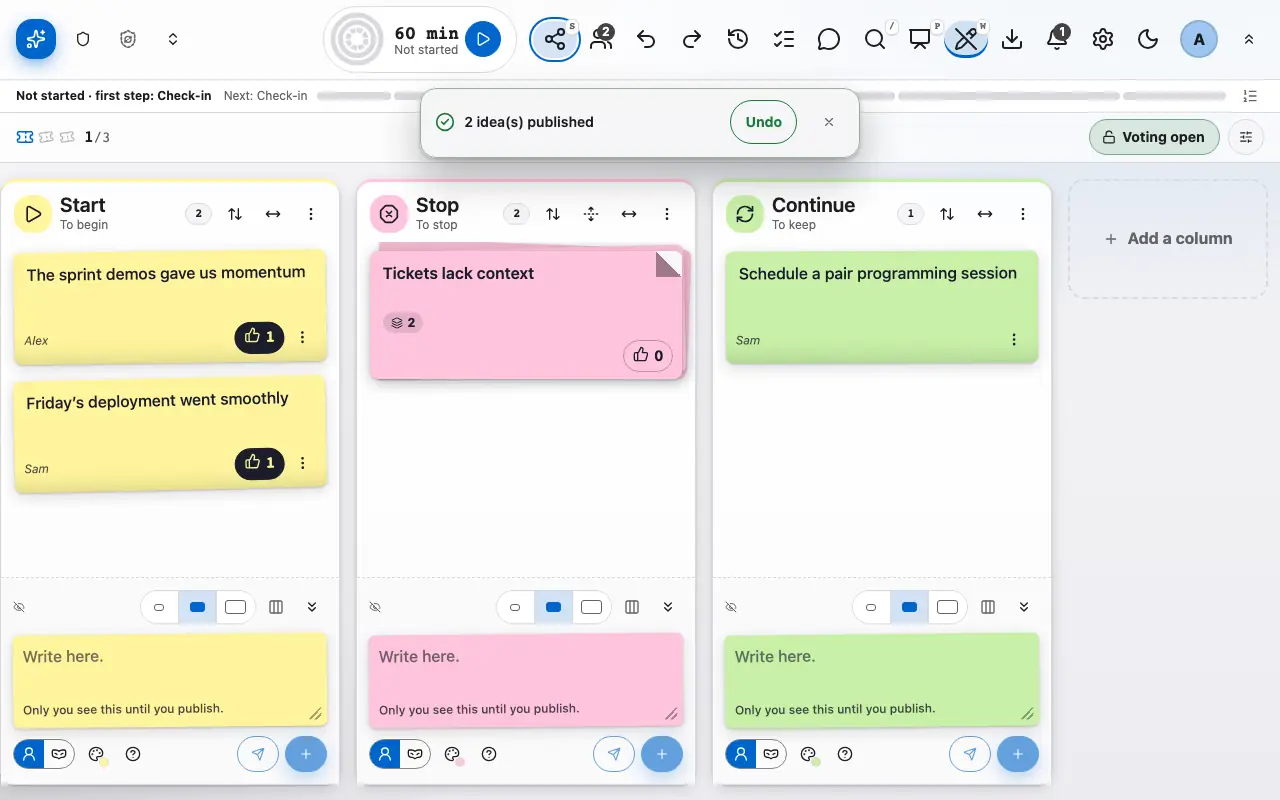 60 min
Not started
S
2
/
P
W
1
A
Not started · first step: Check-in
Next: Check-in
2 idea(s) published
Undo
1/3
Voting open
Start
To begin
2
Stop
To stop
2
Continue
To keep
1
+ Add a column
The sprint demos gave us momentum
Alex
1
Friday’s deployment went smoothly
Sam
1
Tickets lack context
2
0
Schedule a pair programming session
Sam
Write here.
Only you see this until you publish.
Write here.
Only you see this until you publish.
Write here.
Only you see this until you publish.